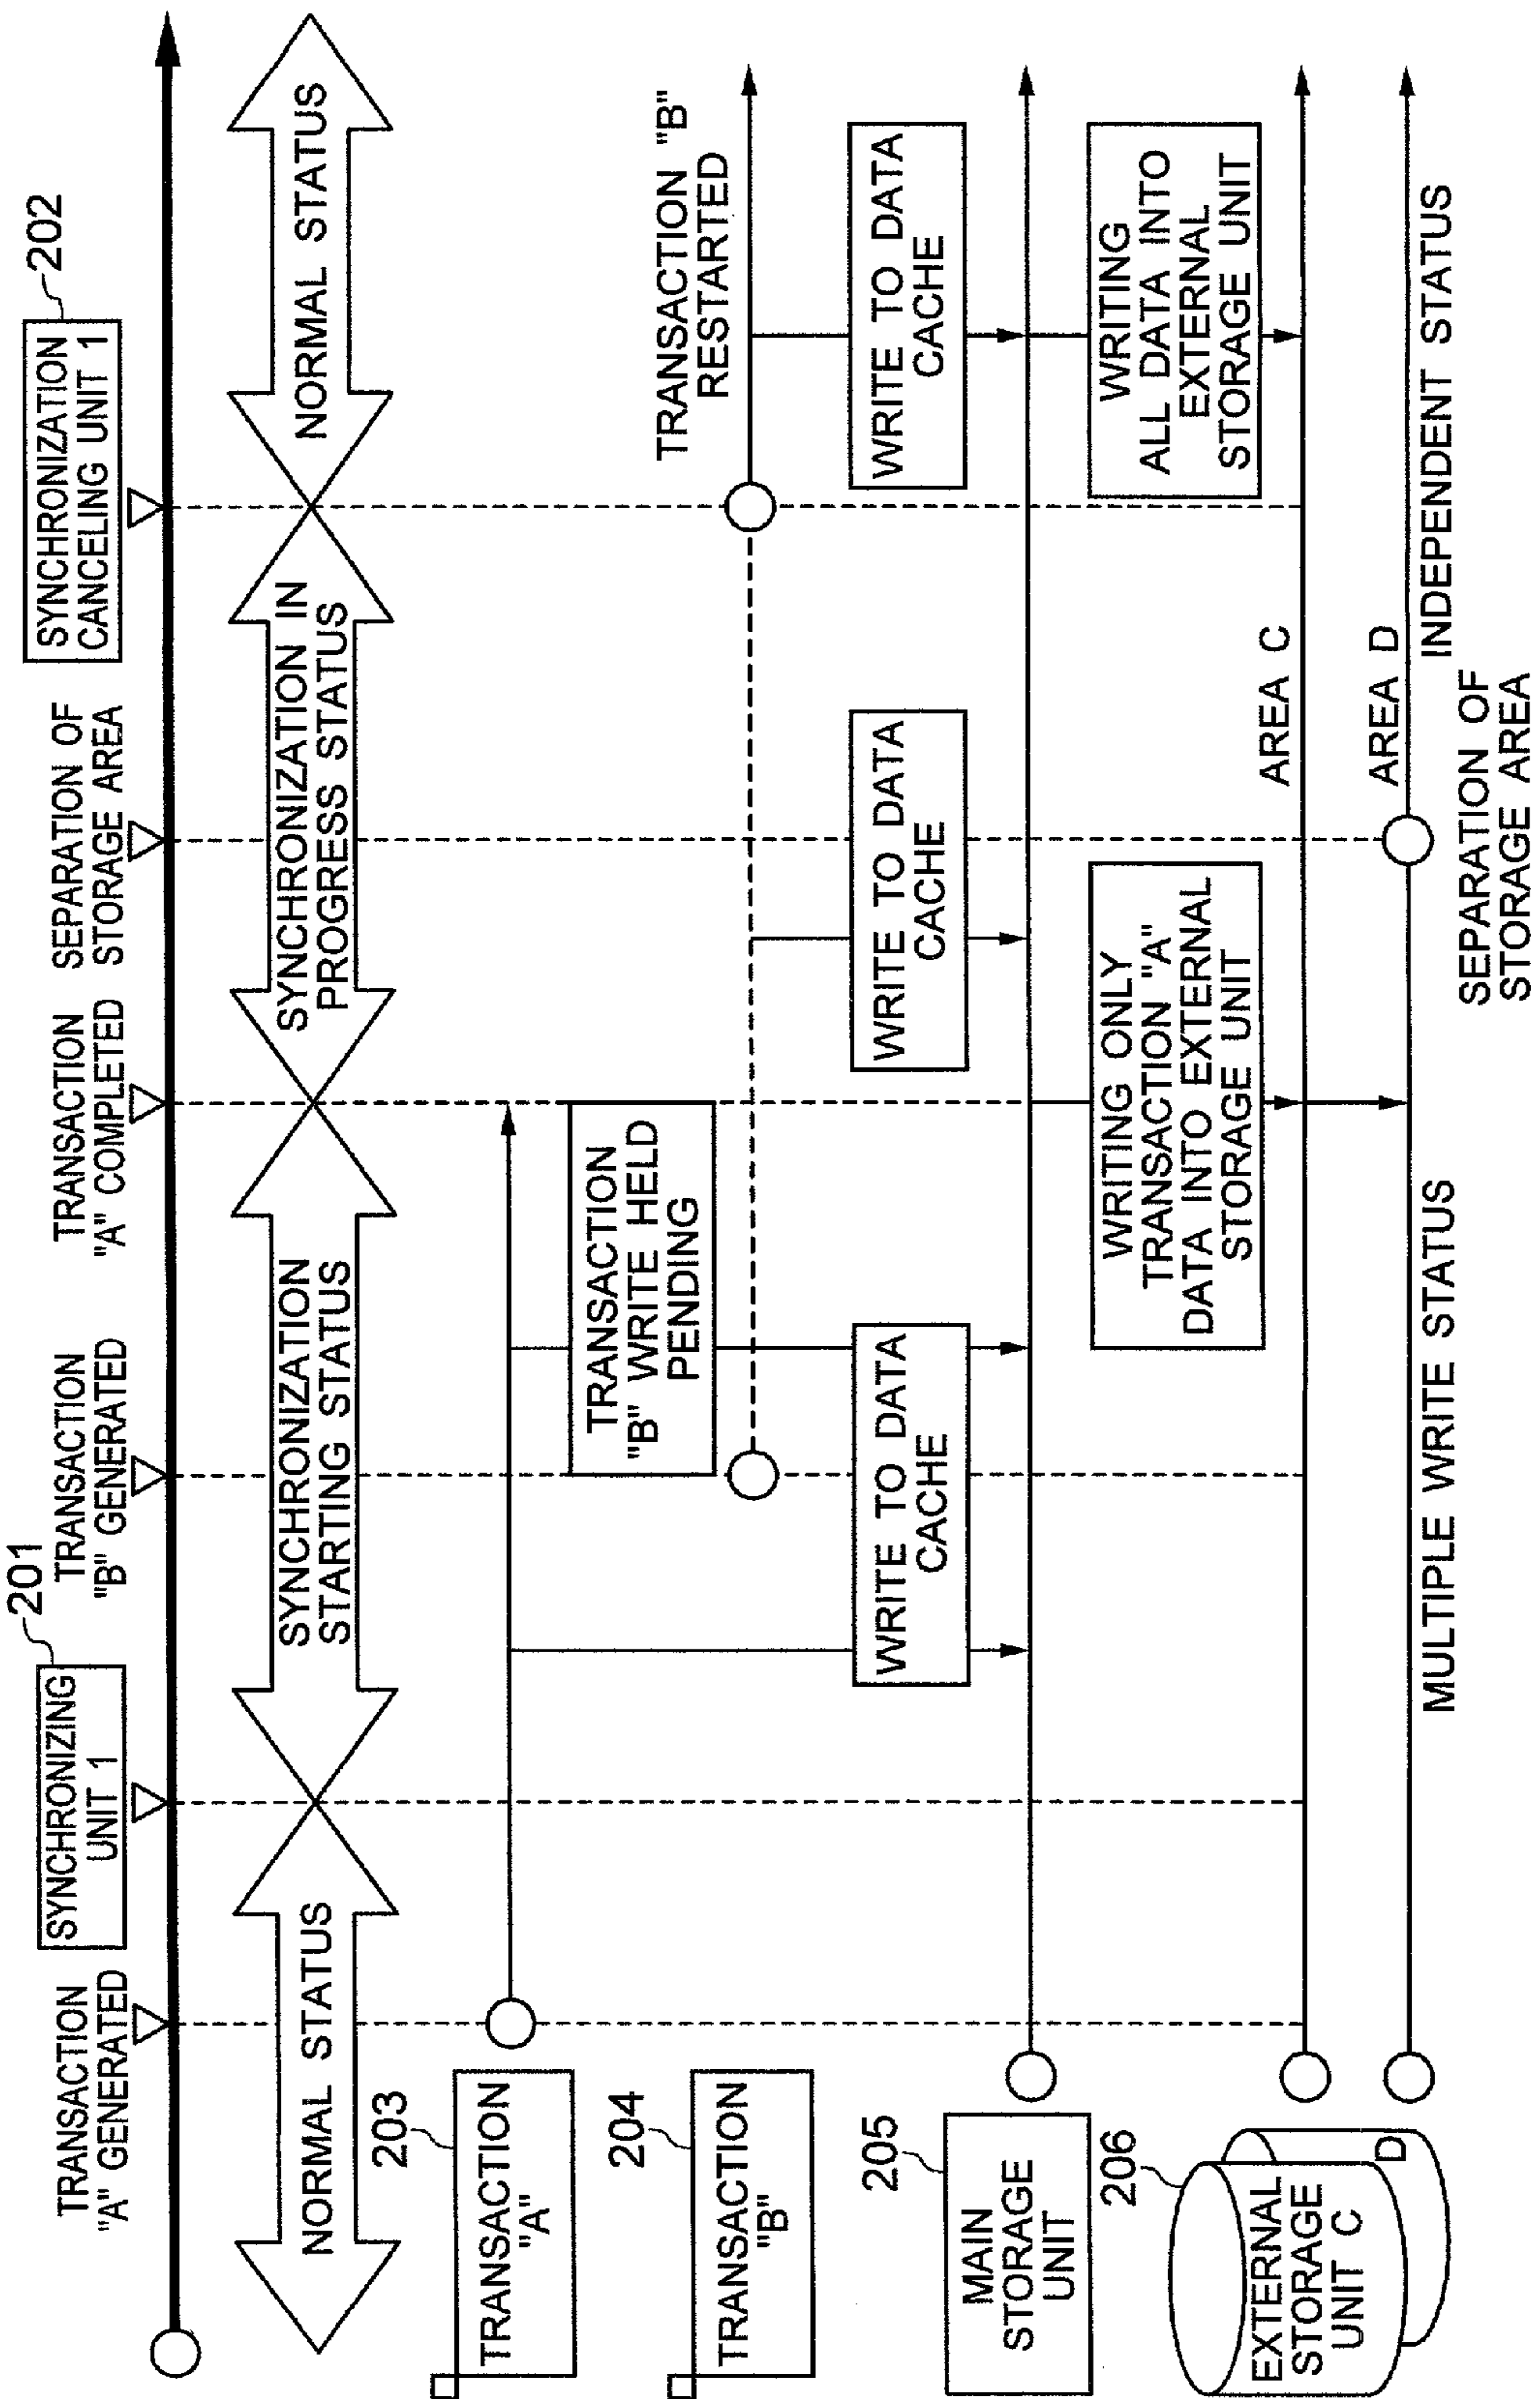 TRANSACTION
"A" GENERATED
SYNCHRONIZING
UNIT 1
201
TRANSACTION
"B" GENERATED
TRANSACTION
"A" COMPLETED
SEPARATION OF
STORAGE AREA
SYNCHRONIZATION
CANCELING UNIT 1
202
NORMAL STATUS
SYNCHRONIZATION
STARTING STATUS
SYNCHRONIZATION IN
PROGRESS STATUS
NORMAL STATUS
203
TRANSACTION
"A"
TRANSACTION
"B" WRITE HELD
PENDING
204
TRANSACTION
"B"
TRANSACTION "B"
RESTARTED
WRITE TO DATA
CACHE
WRITE TO DATA
CACHE
WRITE TO DATA
CACHE
205
MAIN
STORAGE
UNIT
WRITING ONLY
TRANSACTION "A"
DATA INTO EXTERNAL
STORAGE UNIT
WRITING
ALL DATA INTO
EXTERNAL
STORAGE UNIT
206
EXTERNAL
STORAGE
UNIT C
D
AREA C
AREA D
MULTIPLE WRITE STATUS
INDEPENDENT STATUS
SEPARATION OF
STORAGE AREA